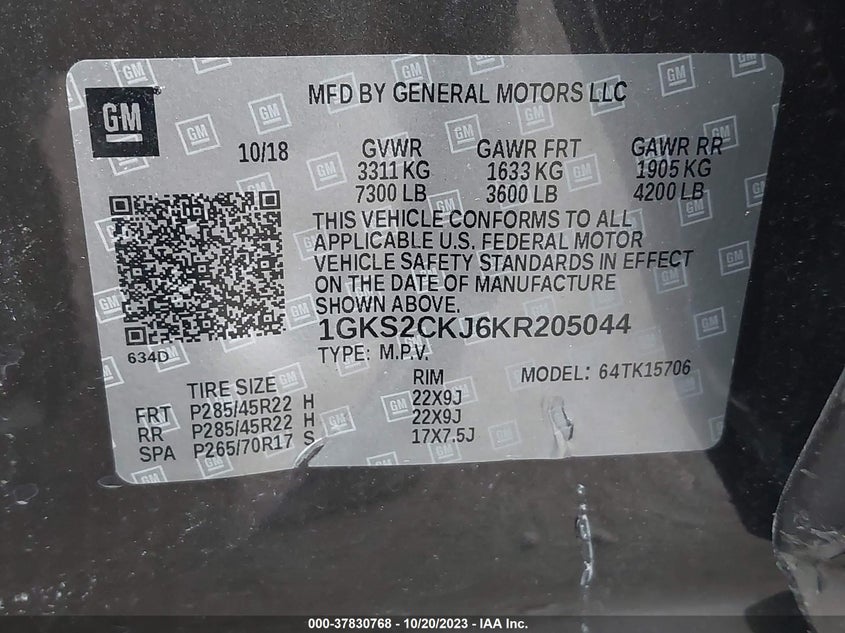 GM
MFD BY GENERAL MOTORS LLC
10/18 GVWR GAWR FRT GAWR RR
3311 KG 1633 KG 1905 KG
7300 LB 3600 LB 4200 LB
THIS VEHICLE CONFORMS TO ALL
APPLICABLE U.S. FEDERAL MOTOR
VEHICLE SAFETY STANDARDS IN EFFECT
ON THE DATE OF MANUFACTURE
SHOWN ABOVE.
1GKS2CKJ6KR205044
634D TYPE: M.P.V. MODEL: 64TK15706
TIRE SIZE RIM
FRT P285/45R22 H 22X9J
RR P285/45R22 H 22X9J
SPA P265/70R17 S 17X7.5J
000-37830768 - 10/20/2023 - IAA Inc.